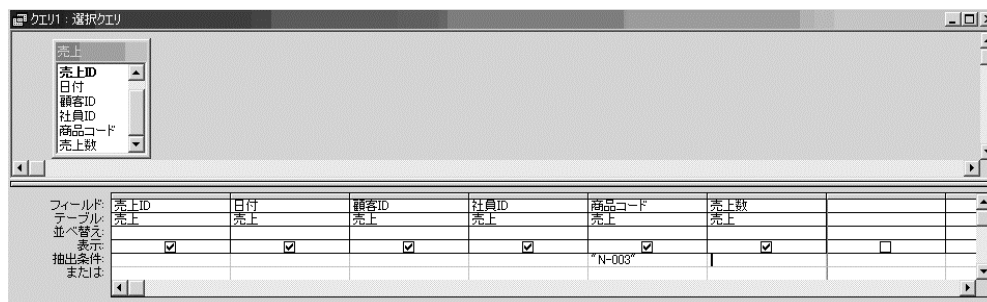 クエリ1 : 選択クエリ
売上
売上ID
日付
顧客ID
社員ID
商品コード
売上数
フィールド: 売上ID 日付 顧客ID 社員ID 商品コード 売上数
テーブル: 売上 売上 売上 売上 売上 売上
並べ替え:
表示:
抽出条件: "N-003"
または: